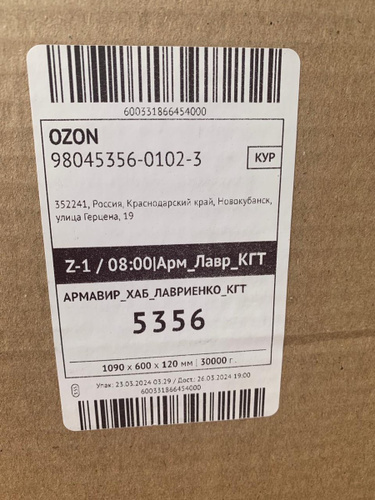 600331866454000
OZON
98045356-0102-3
КУР
352241, Россия, Краснодарский край, Новокубанск,
улица Герцена, 19
Z-1 / 08:00|Арм_Лавр_КГТ
АРМАВИР_ХАБ_ЛАВРИЕНКО_КГТ
5356
1090 x 600 x 120 мм | 30000 г.
Упак: 23.03.2024 03:29 / Дост: 26.03.2024 19:00
600331866454000